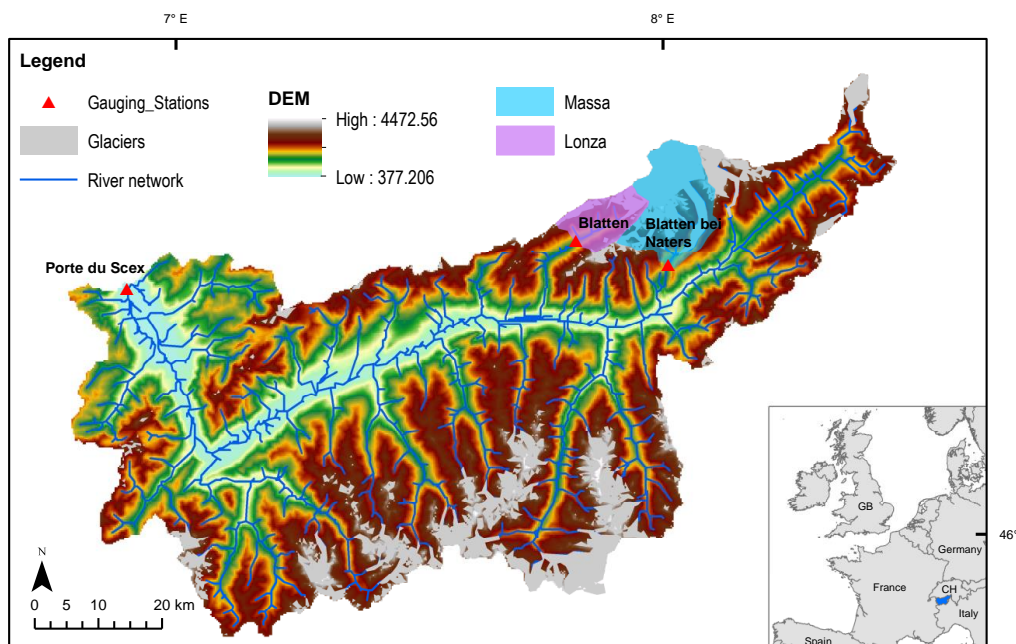 7° E
8° E
Legend
Gauging_Stations
Glaciers
River network
DEM
High : 4472.56
Low : 377.206
Massa
Lonza
Blatten
Blatten bei
Naters
Porte du Scex
N
0 5 10 20 km
46°
GB
Germany
France
CH
Italy
Spain